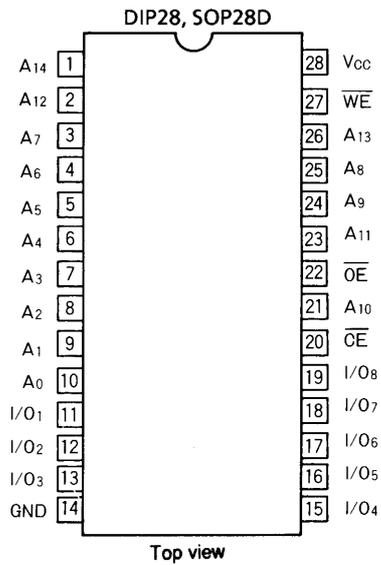 DIP28, SOP28D
A14 1 28 VCC
A12 2 27 WE
A7 3 26 A13
A6 4 25 A8
A5 5 24 A9
A4 6 23 A11
A3 7 22 OE
A2 8 21 A10
A1 9 20 CE
A0 10 19 I/O8
I/O1 11 18 I/O7
I/O2 12 17 I/O6
I/O3 13 16 I/O5
GND 14 15 I/O4
Top view